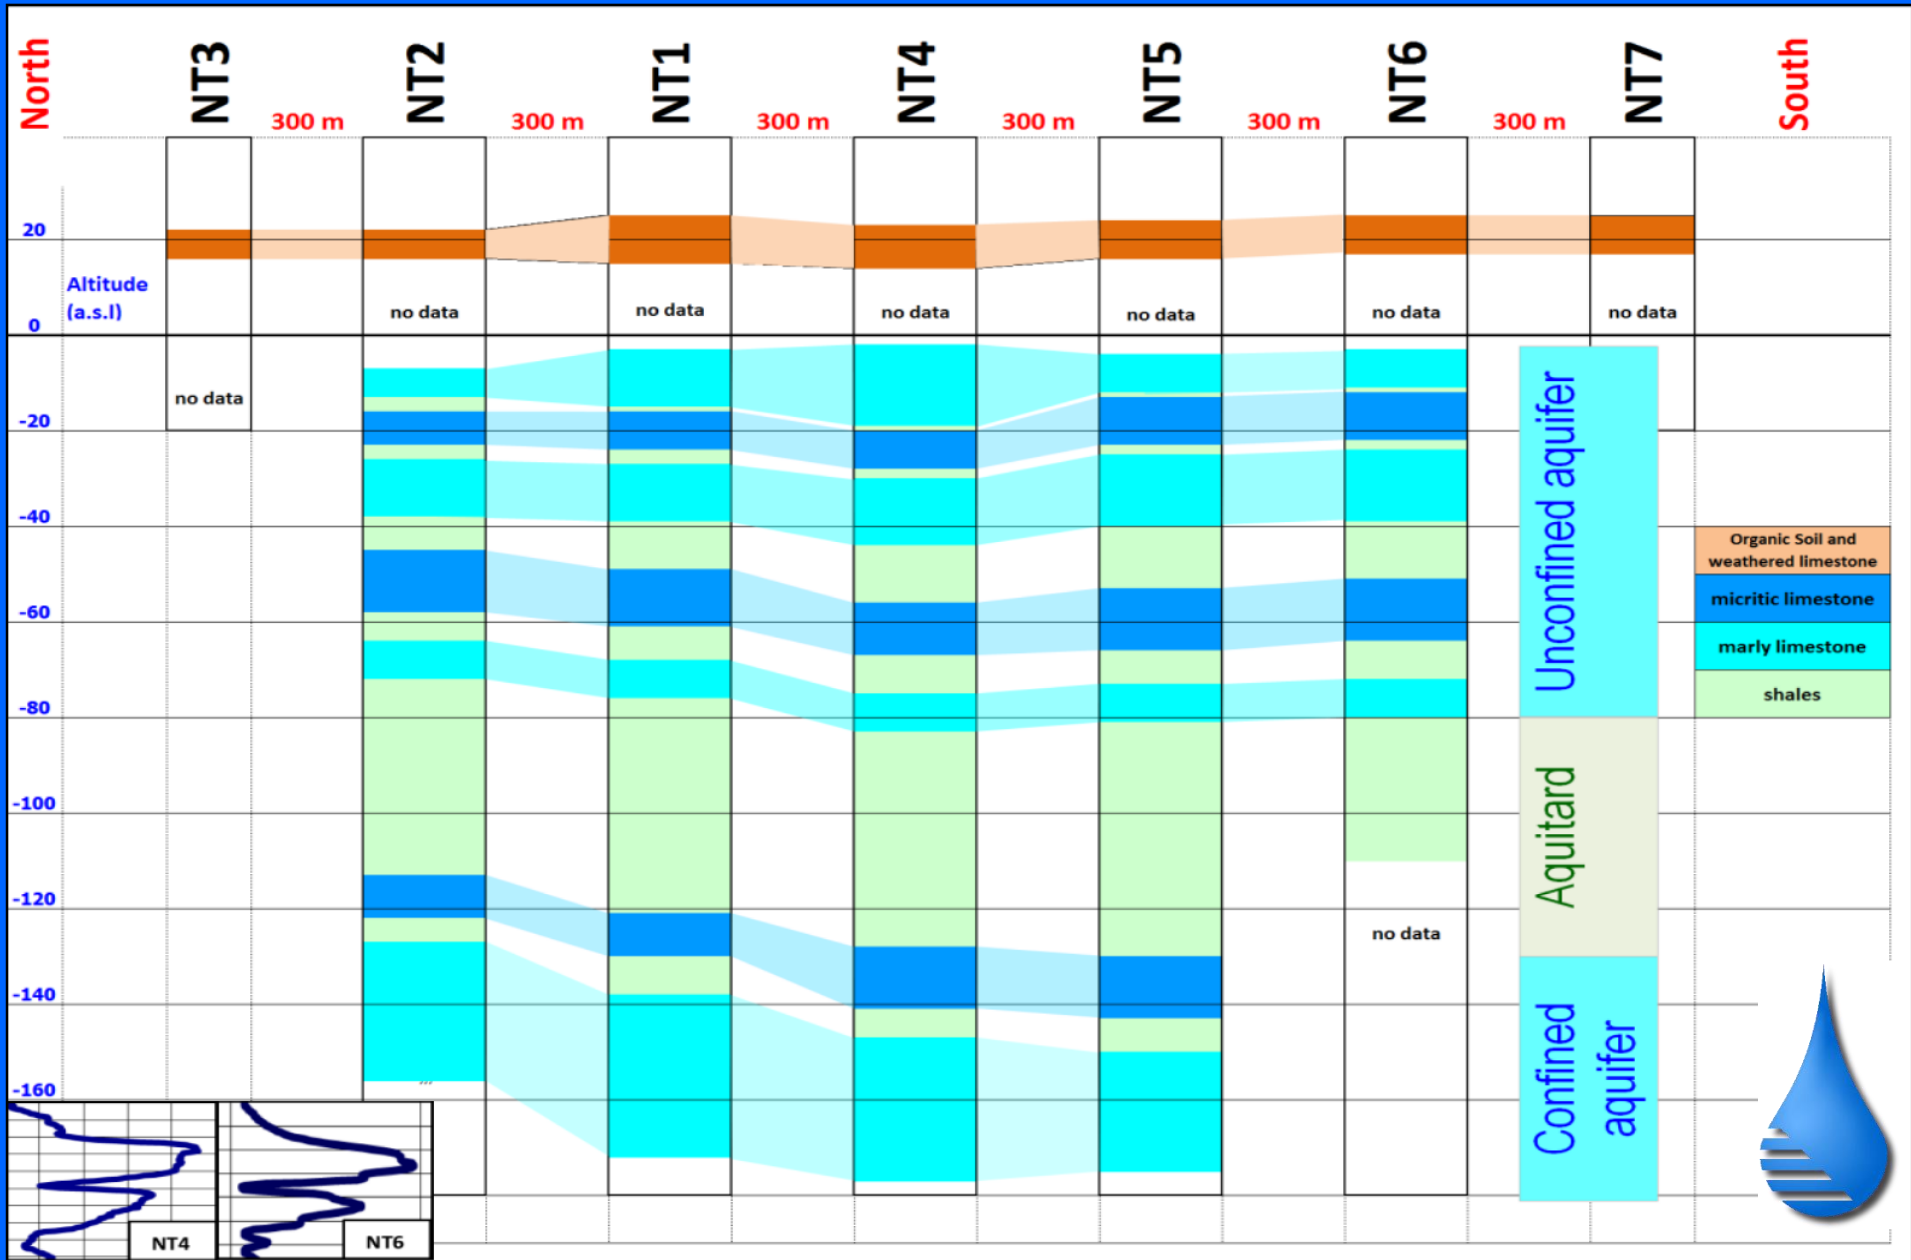 North
NT3
NT2
NT1
NT4
NT5
NT6
NT7
South
300 m
300 m
300 m
300 m
300 m
300 m
20
Altitude
(a.s.l)
0
no data
no data
no data
no data
no data
no data
no data
-20
-40
-60
-80
-100
-120
-140
-160
Unconfined aquifer
Aquitard
Confined
aquifer
no data
Organic Soil and
weathered limestone
micritic limestone
marly limestone
shales
NT4
NT6